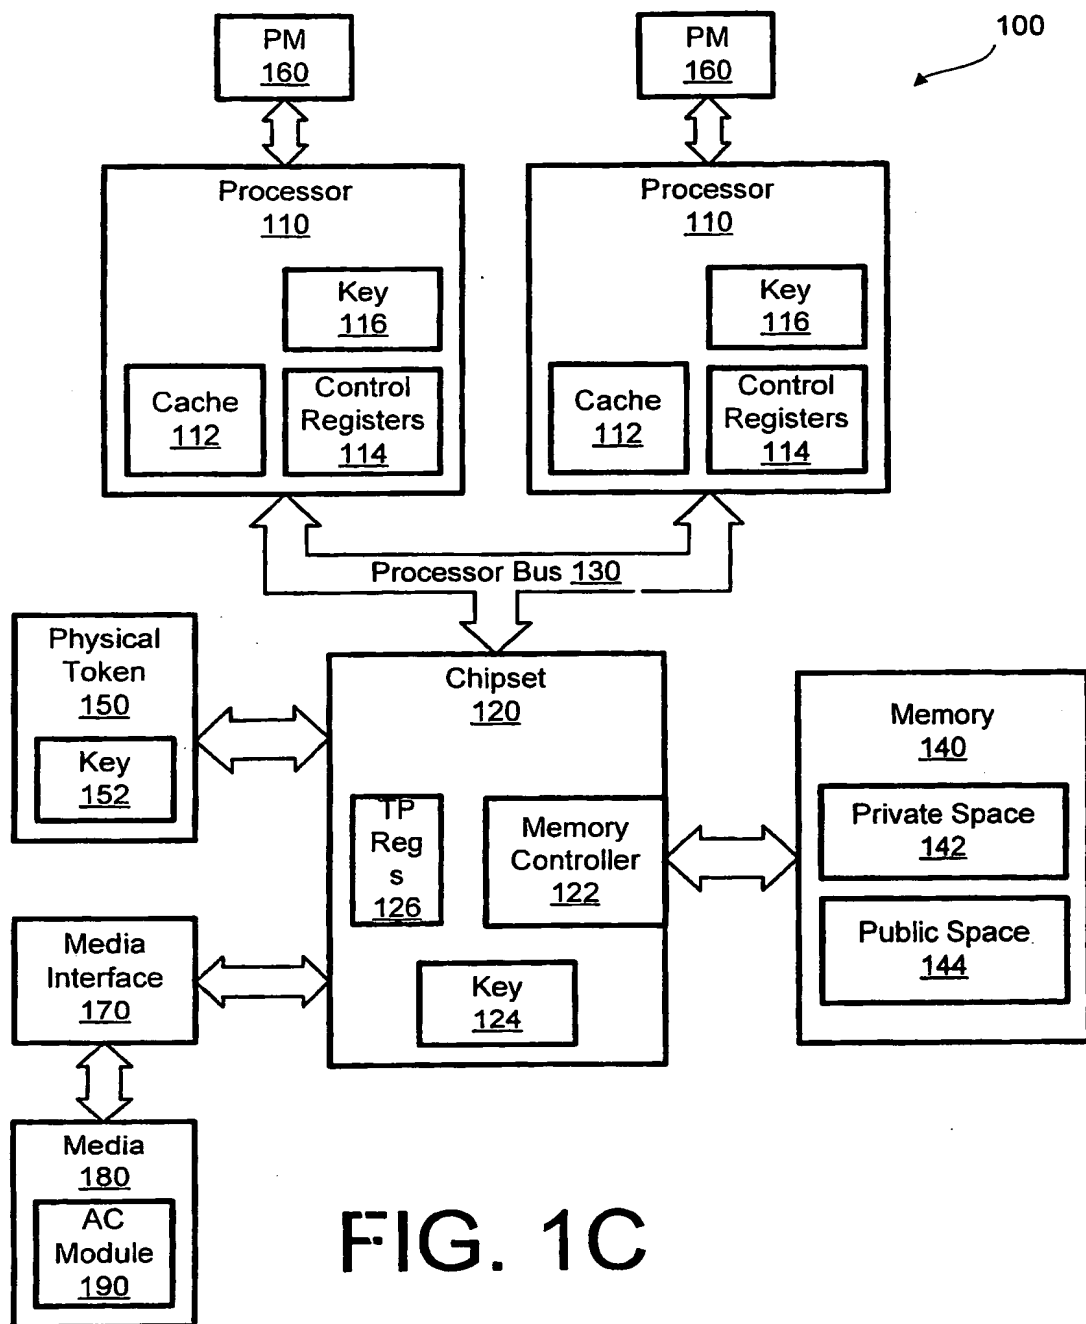 100
PM
160
PM
160
Processor
110
Key
116
Cache
112
Control
Registers
114
Processor
110
Key
116
Cache
112
Control
Registers
114
Processor Bus 130
Physical
Token
150
Key
152
Chipset
120
TP
Reg
s
126
Memory
Controller
122
Key
124
Memory
140
Private Space
142
Public Space
144
Media
Interface
170
Media
180
AC
Module
190
FIG. 1C